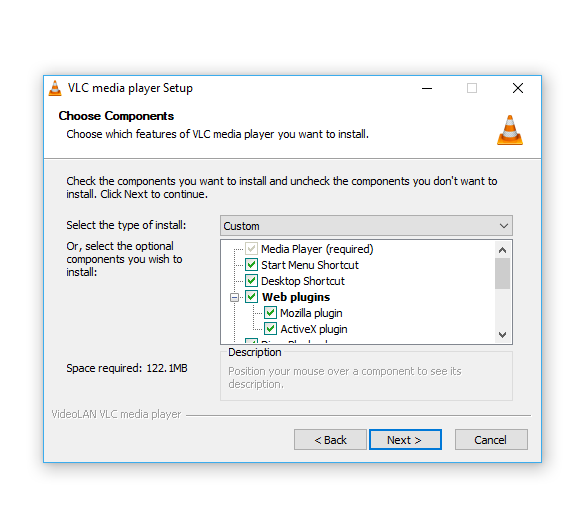 VLC media player Setup
Choose Components
Choose which features of VLC media player you want to install.
Check the components you want to install and uncheck the components you don't want to
install. Click Next to continue.
Select the type of install:
Custom
Or, select the optional
components you wish to
install:
Media Player (required)
Start Menu Shortcut
Desktop Shortcut
Web plugins
Mozilla plugin
ActiveX plugin
Space required: 122.1MB
Description
Position your mouse over a component to see its
description.
VideoLAN VLC media player
< Back
Next >
Cancel